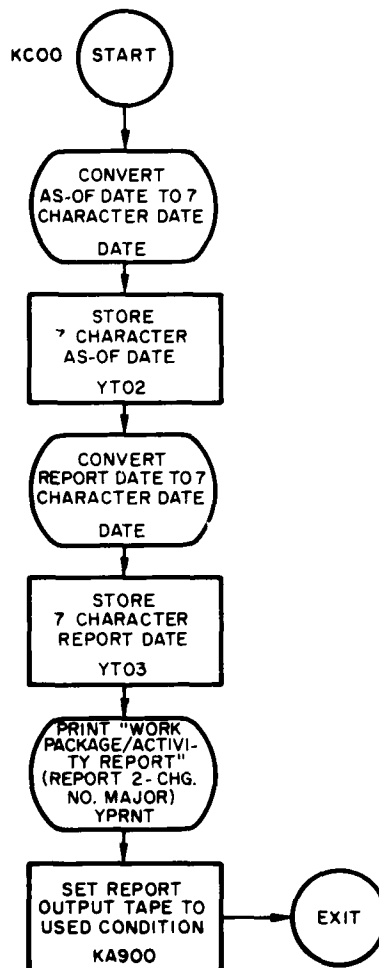 KC00 START
CONVERT
AS-OF DATE TO 7
CHARACTER DATE
DATE
STORE
7 CHARACTER
AS-OF DATE
YT02
CONVERT
REPORT DATE TO 7
CHARACTER DATE
DATE
STORE
7 CHARACTER
REPORT DATE
YT03
PRINT "WORK
PACKAGE/ACTIVI-
TY REPORT"
(REPORT 2- CHG.
NO. MAJOR)
YPRNT
SET REPORT
OUTPUT TAPE TO
USED CONDITION
KA900
EXIT